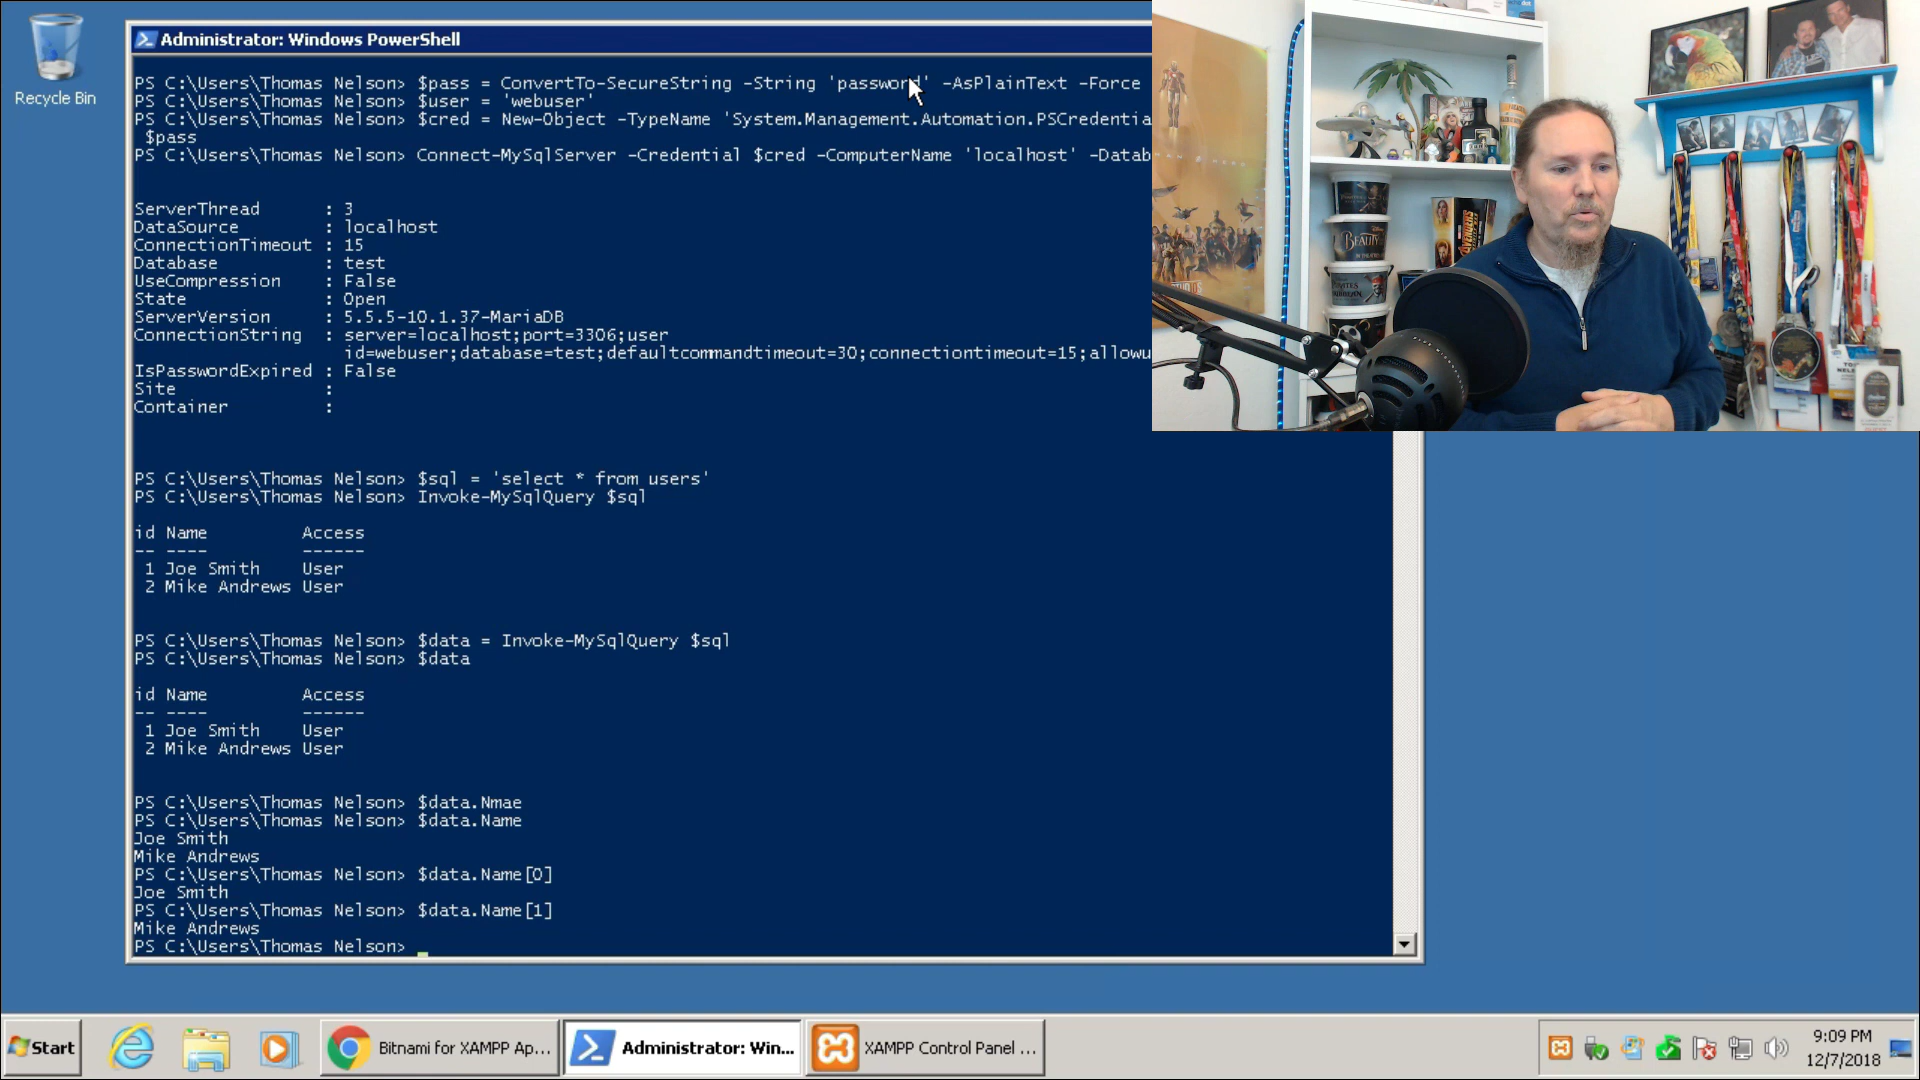 Administrator: Windows PowerShell
Recycle Bin
PS C:\Users\Thomas Nelson> $pass = ConvertTo-SecureString -String 'password' -AsPlainText -Force
PS C:\Users\Thomas Nelson> $user = 'webuser'
PS C:\Users\Thomas Nelson> $cred = New-Object -TypeName 'System.Management.Automation.PSCredentia
$pass
PS C:\Users\Thomas Nelson> Connect-MySqlServer -Credential $cred -ComputerName 'localhost' -Datab
ServerThread : 3
DataSource : localhost
ConnectionTimeout : 15
Database : test
UseCompression : False
State : Open
ServerVersion : 5.5.5-10.1.37-MariaDB
ConnectionString : server=localhost;port=3306;user
id=webuser;database=test;defaultcommandtimeout=30;connectiontimeout=15;allowu
IsPasswordExpired : False
Site :
Container :
PS C:\Users\Thomas Nelson> $sql = 'select * from users'
PS C:\Users\Thomas Nelson> Invoke-MySqlQuery $sql
id Name Access
-- ---- ------
1 Joe Smith User
2 Mike Andrews User
PS C:\Users\Thomas Nelson> $data = Invoke-MySqlQuery $sql
PS C:\Users\Thomas Nelson> $data
id Name Access
-- ---- ------
1 Joe Smith User
2 Mike Andrews User
PS C:\Users\Thomas Nelson> $data.Nmae
PS C:\Users\Thomas Nelson> $data.Name
Joe Smith
Mike Andrews
PS C:\Users\Thomas Nelson> $data.Name[0]
Joe Smith
PS C:\Users\Thomas Nelson> $data.Name[1]
Mike Andrews
PS C:\Users\Thomas Nelson>
BEAUTY
PIRATES
AVENGERS
Start
Bitnami for XAMPP Ap...
Administrator: Win...
XAMPP Control Panel ...
9:09 PM
12/7/2018